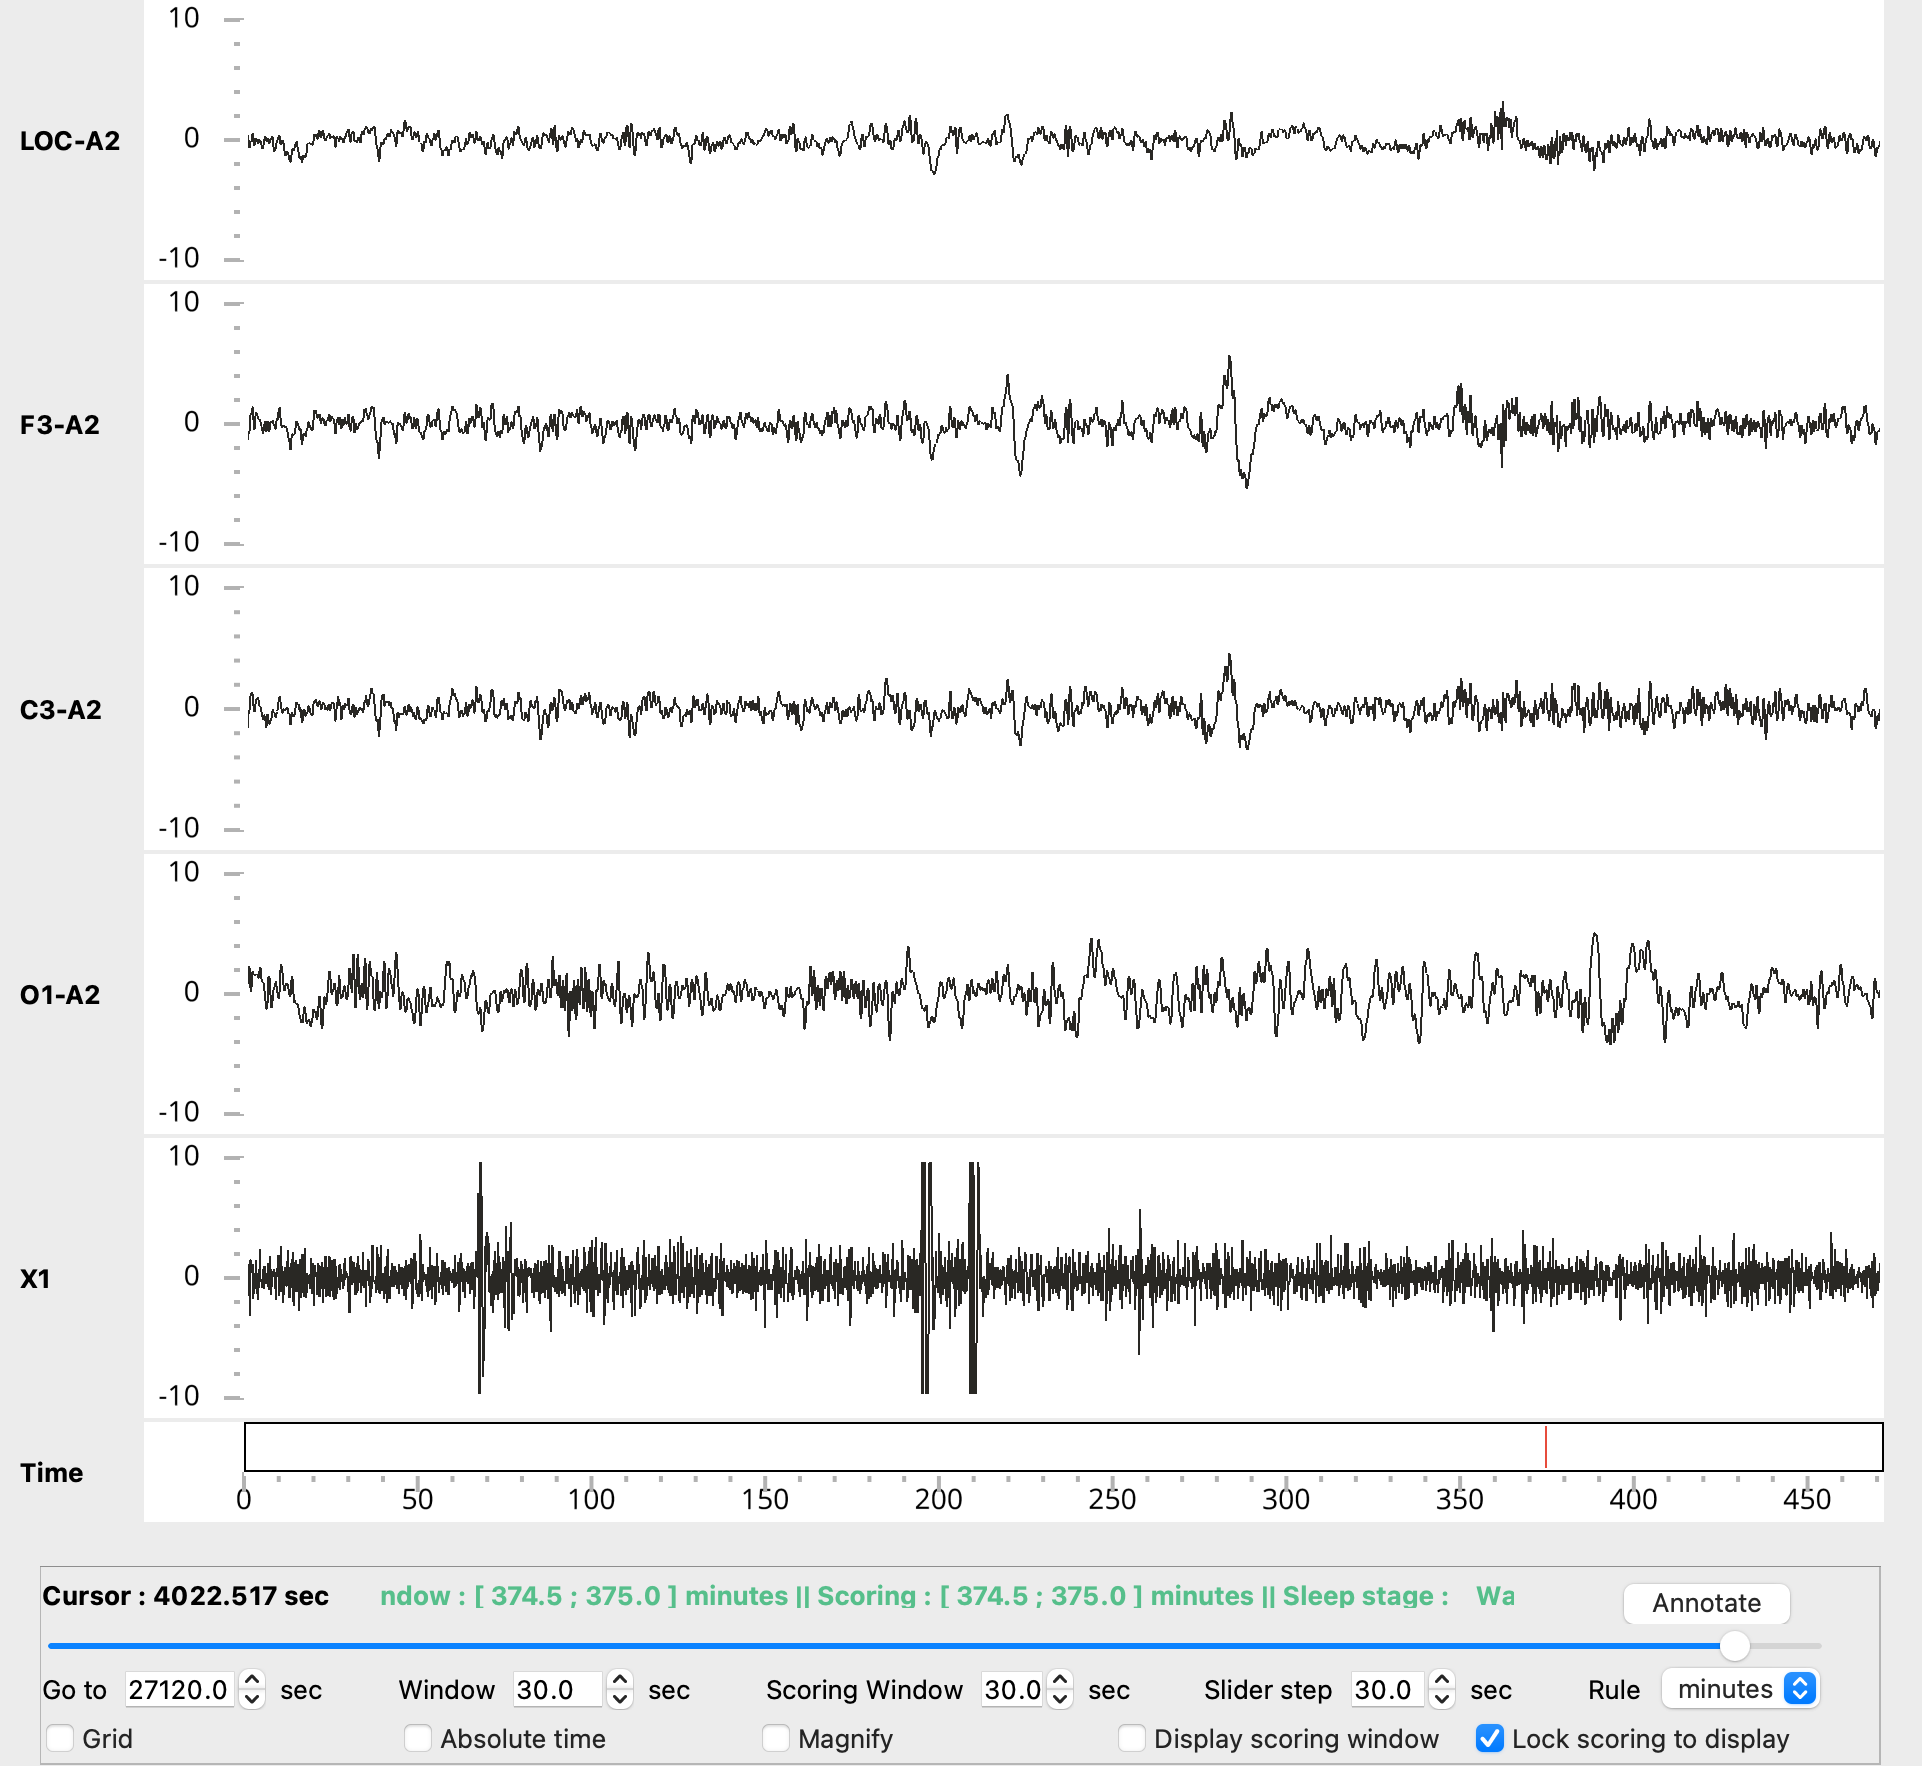 10
LOC-A2 0
-10
10
F3-A2 0
-10
10
C3-A2 0
-10
10
O1-A2 0
-10
10
X1 0
-10
Time
0 50 100 150 200 250 300 350 400 450
Cursor : 4022.517 sec ndow : [ 374.5 ; 375.0 ] minutes || Scoring : [ 374.5 ; 375.0 ] minutes || Sleep stage : Wa Annotate
Go to 27120.0 sec Window 30.0 sec Scoring Window 30.0 sec Slider step 30.0 sec Rule minutes
Grid Absolute time Magnify Display scoring window Lock scoring to display